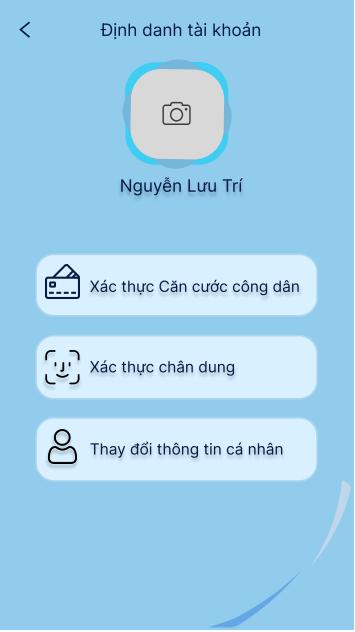 Định danh tài khoản
Nguyễn Lưu Trí
Xác thực Căn cước công dân
Xác thực chân dung
Thay đổi thông tin cá nhân